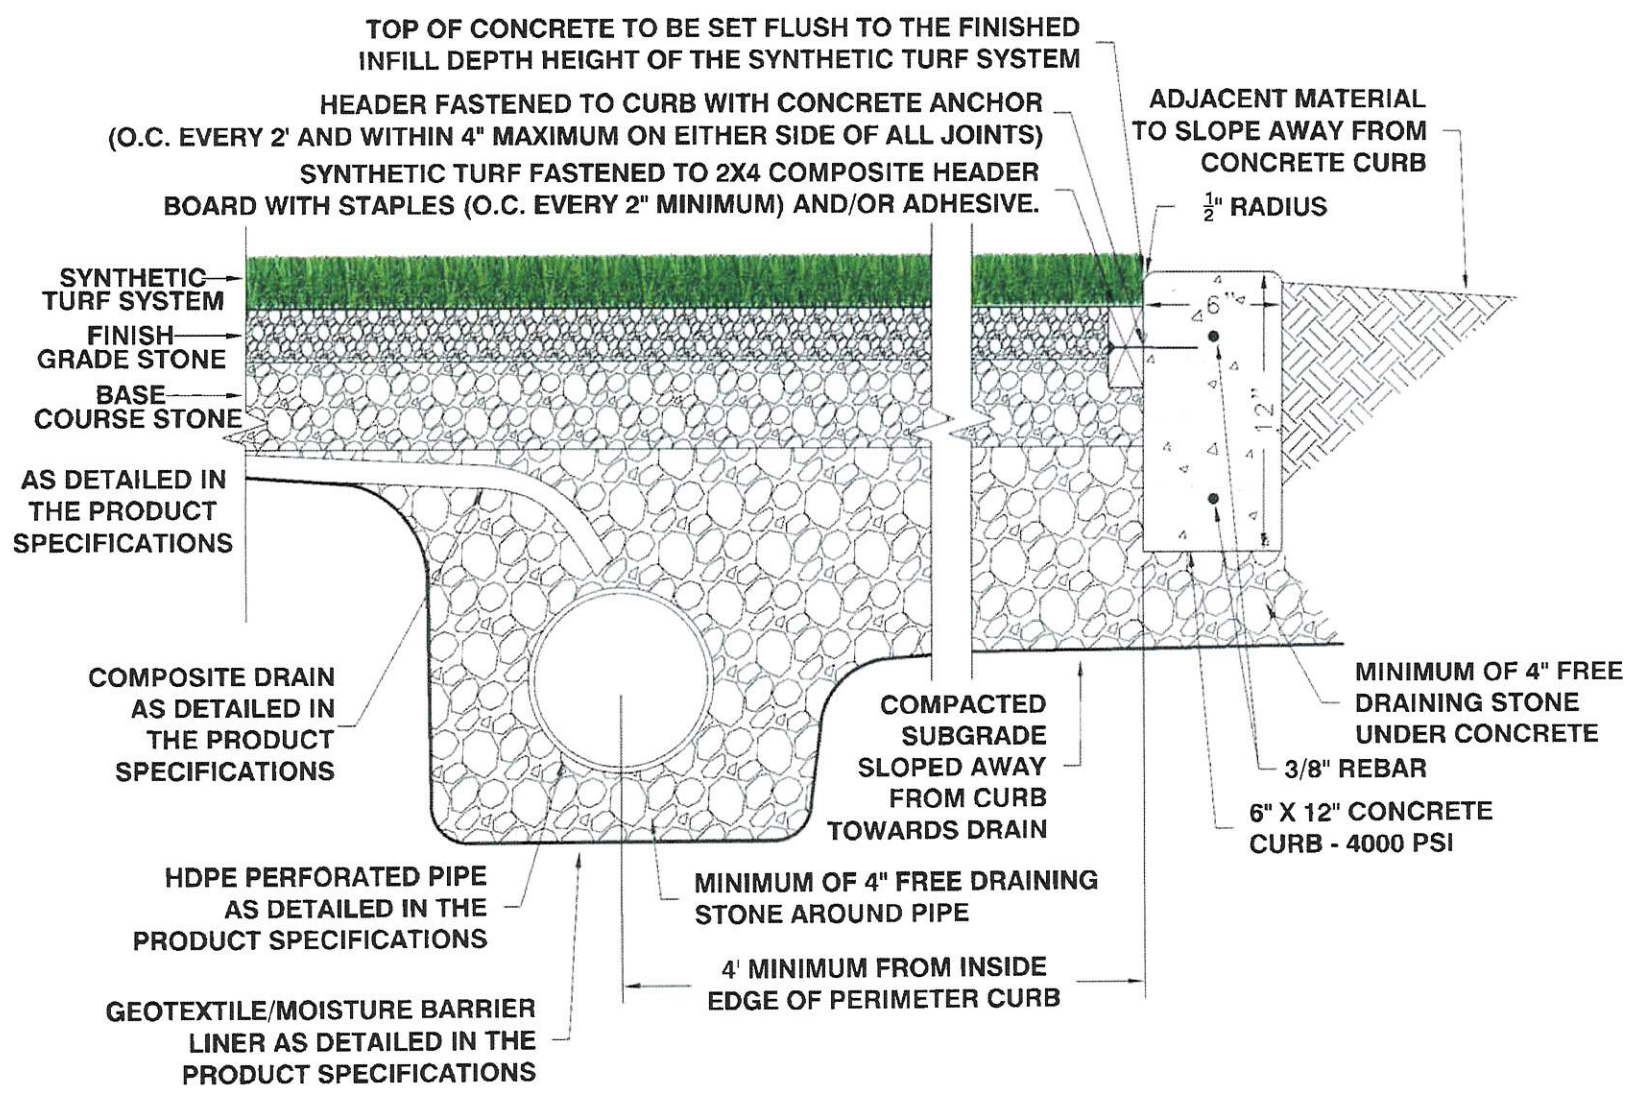 TOP OF CONCRETE TO BE SET FLUSH TO THE FINISHED
INFILL DEPTH HEIGHT OF THE SYNTHETIC TURF SYSTEM
HEADER FASTENED TO CURB WITH CONCRETE ANCHOR
(O.C. EVERY 2' AND WITHIN 4" MAXIMUM ON EITHER SIDE OF ALL JOINTS)
SYNTHETIC TURF FASTENED TO 2X4 COMPOSITE HEADER
BOARD WITH STAPLES (O.C. EVERY 2" MINIMUM) AND/OR ADHESIVE.
ADJACENT MATERIAL
TO SLOPE AWAY FROM
CONCRETE CURB
½" RADIUS
SYNTHETIC
TURF SYSTEM
FINISH
GRADE STONE
BASE
COURSE STONE
AS DETAILED IN
THE PRODUCT
SPECIFICATIONS
6"
12"
COMPOSITE DRAIN
AS DETAILED IN
THE PRODUCT
SPECIFICATIONS
COMPACTED
SUBGRADE
SLOPED AWAY
FROM CURB
TOWARDS DRAIN
MINIMUM OF 4" FREE
DRAINING STONE
UNDER CONCRETE
3/8" REBAR
6" X 12" CONCRETE
CURB - 4000 PSI
HDPE PERFORATED PIPE
AS DETAILED IN THE
PRODUCT SPECIFICATIONS
MINIMUM OF 4" FREE DRAINING
STONE AROUND PIPE
4' MINIMUM FROM INSIDE
EDGE OF PERIMETER CURB
GEOTEXTILE/MOISTURE BARRIER
LINER AS DETAILED IN THE
PRODUCT SPECIFICATIONS